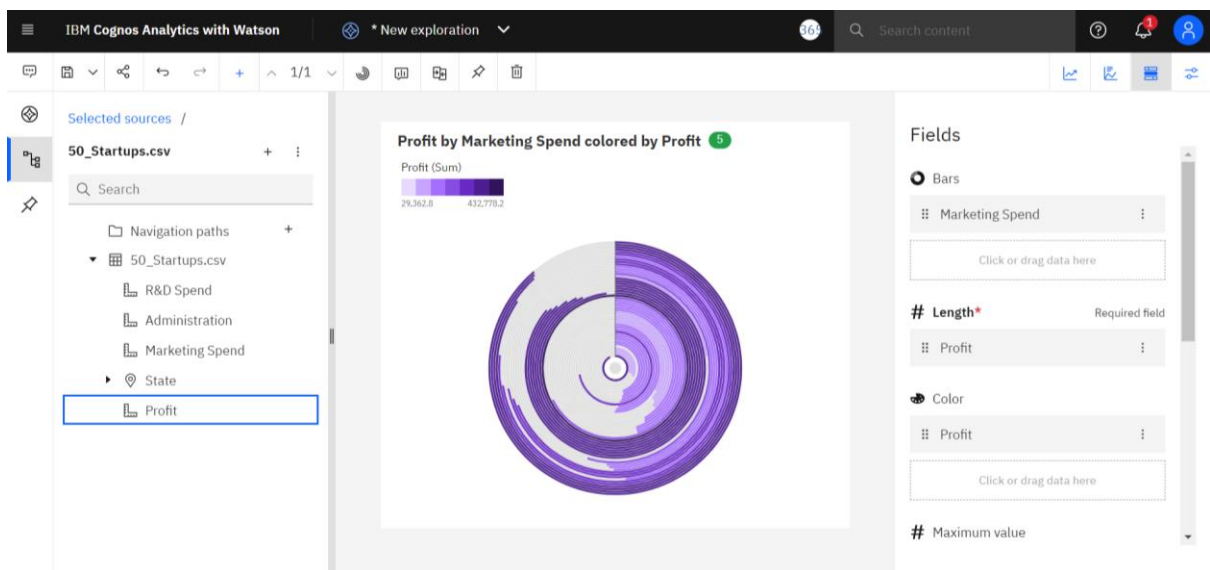 IBM Cognos Analytics with Watson
* New exploration
365
Search content
1
1/1
Selected sources /
50_Startups.csv
Search
Navigation paths
50_Startups.csv
R&D Spend
Administration
Marketing Spend
State
Profit
Profit by Marketing Spend colored by Profit 5
Profit (Sum)
29,362.8 432,778.2
Fields
Bars
Marketing Spend
Click or drag data here
# Length* Required field
Profit
Color
Profit
Click or drag data here
# Maximum value